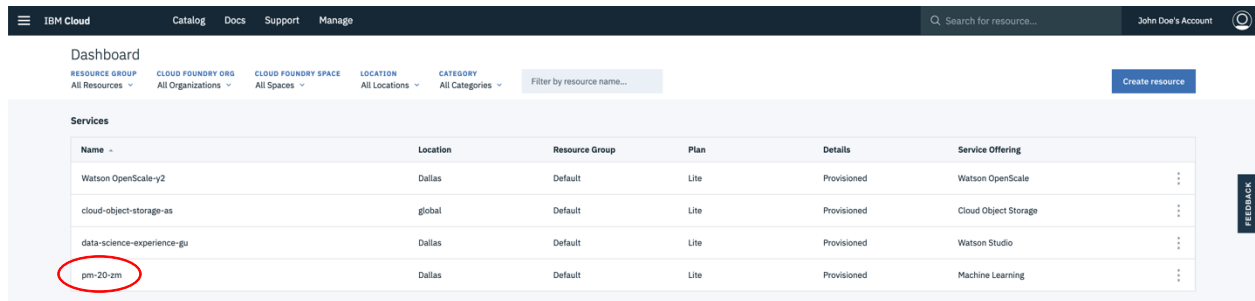 IBM Cloud Catalog Docs Support Manage Search for resource... John Doe's Account
Dashboard
RESOURCE GROUP CLOUD FOUNDRY ORG CLOUD FOUNDRY SPACE LOCATION CATEGORY
All Resources All Organizations All Spaces All Locations All Categories Filter by resource name... Create resource
Services
Name Location Resource Group Plan Details Service Offering
Watson OpenScale-y2 Dallas Default Lite Provisioned Watson OpenScale
cloud-object-storage-as global Default Lite Provisioned Cloud Object Storage
data-science-experience-gu Dallas Default Lite Provisioned Watson Studio
pm-20-zm Dallas Default Lite Provisioned Machine Learning
FEEDBACK